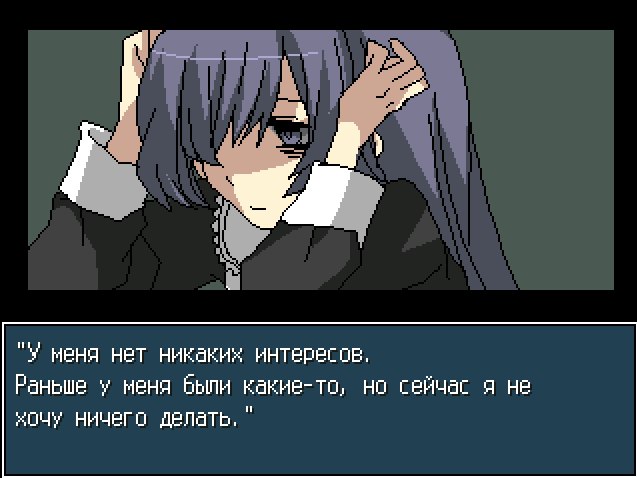 "У меня нет никаких интересов.
Раньше у меня были какие-то, но сейчас я не
хочу ничего делать."